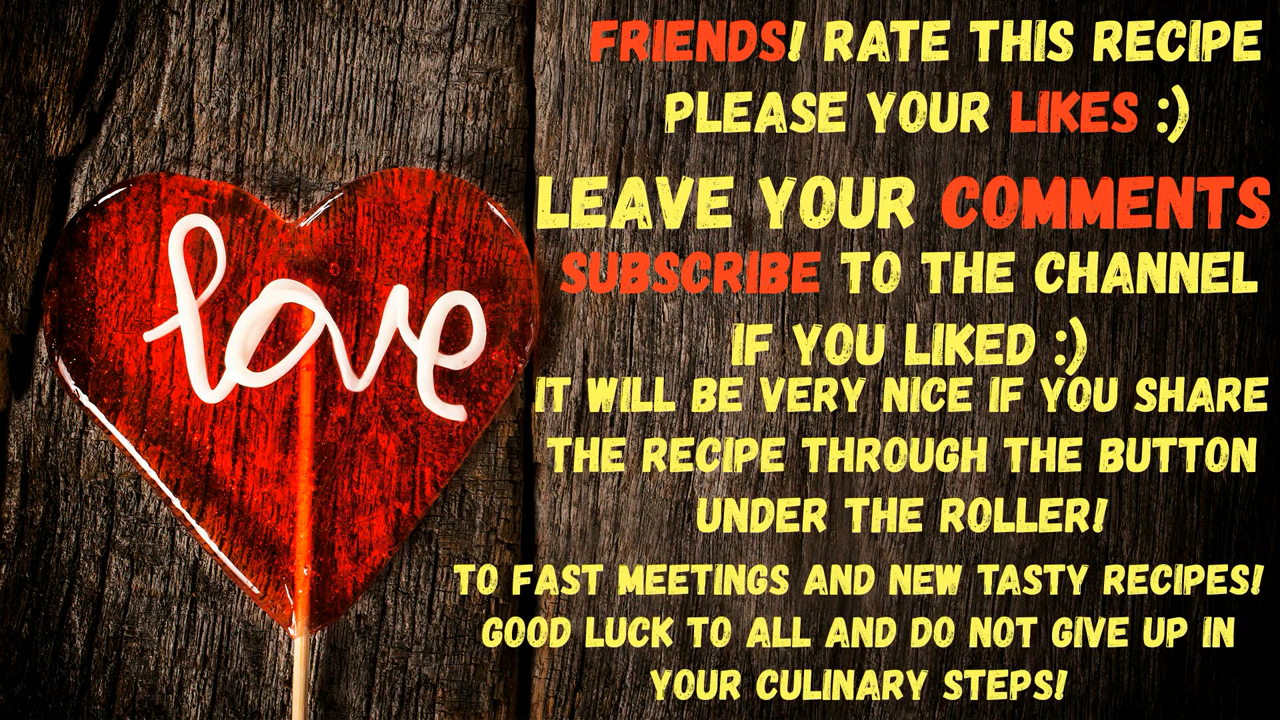 love
FRIENDS! RATE THIS RECIPE
PLEASE YOUR LIKES :)
LEAVE YOUR COMMENTS
SUBSCRIBE TO THE CHANNEL
IF YOU LIKED :)
IT WILL BE VERY NICE IF YOU SHARE
THE RECIPE THROUGH THE BUTTON
UNDER THE ROLLER!
TO FAST MEETINGS AND NEW TASTY RECIPES!
GOOD LUCK TO ALL AND DO NOT GIVE UP IN
YOUR CULINARY STEPS!